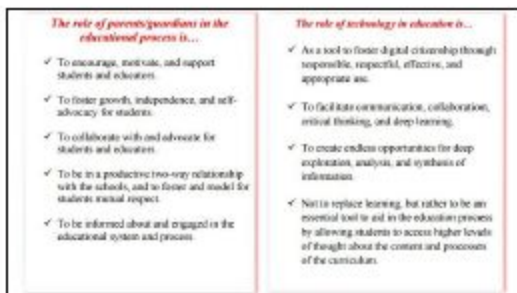 The role of parents/guardians in the
educational process is…
✓ To encourage, motivate, and support
students and educators.
✓ To foster growth, independence, and self-
advocacy for students.
✓ To collaborate with and advocate for
students and educators.
✓ To be in a productive two-way relationship
with the schools, and to foster and model for
students mutual respect.
✓ To be informed about and engaged in the
educational system and process.
The role of technology in education is…
✓ As a tool to foster digital citizenship through
responsible, respectful, effective, and
appropriate use.
✓ To facilitate communication, collaboration,
critical thinking, and deep learning.
✓ To create endless opportunities for deep
exploration, analysis, and synthesis of
information.
✓ Not to replace learning, but rather to be an
essential tool to aid in the education process
by allowing students to access higher levels
of thought about the content and processes
of the curriculum.